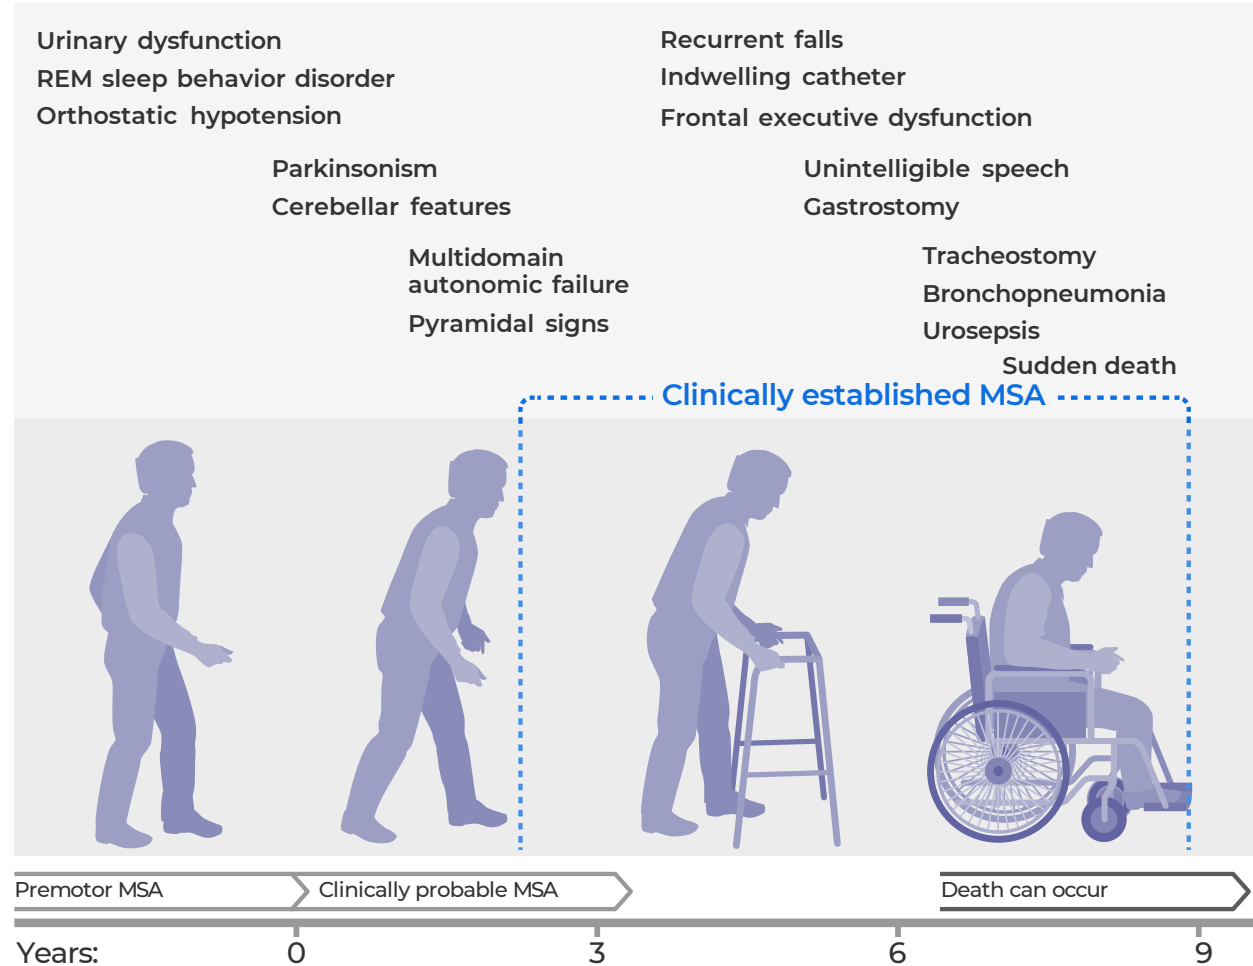 Urinary dysfunction
REM sleep behavior disorder
Orthostatic hypotension
Parkinsonism
Cerebellar features
Multidomain
autonomic failure
Pyramidal signs
Recurrent falls
Indwelling catheter
Frontal executive dysfunction
Unintelligible speech
Gastrostomy
Tracheostomy
Bronchopneumonia
Urosepsis
Sudden death
Clinically established MSA
Premotor MSA
Clinically probable MSA
Death can occur
Years: 0 3 6 9